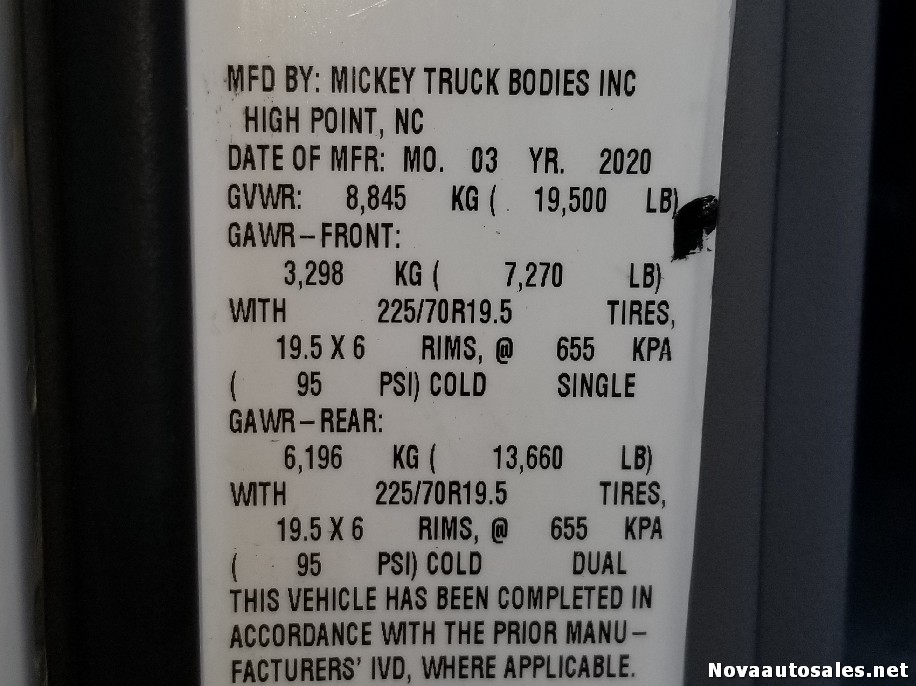 MFD BY: MICKEY TRUCK BODIES INC
HIGH POINT, NC
DATE OF MFR: MO. 03 YR. 2020
GVWR: 8,845 KG ( 19,500 LB)
GAWR-FRONT:
3,298 KG ( 7,270 LB)
WITH 225/70R19.5 TIRES,
19.5 X 6 RIMS, @ 655 KPA
( 95 PSI) COLD SINGLE
GAWR-REAR:
6,196 KG ( 13,660 LB)
WITH 225/70R19.5 TIRES,
19.5 X 6 RIMS, @ 655 KPA
( 95 PSI) COLD DUAL
THIS VEHICLE HAS BEEN COMPLETED IN
ACCORDANCE WITH THE PRIOR MANU-
FACTURERS' IVD, WHERE APPLICABLE.
Novaautosales.net